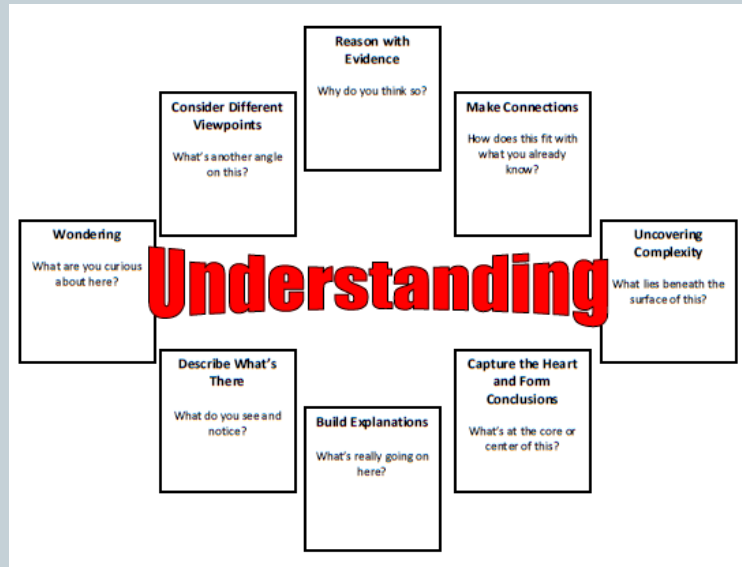 Reason with
Evidence
Why do you think so?
Consider Different
Viewpoints
What's another angle
on this?
Make Connections
How does this fit with
what you already
know?
Wondering
What are you curious
about here?
Understanding
Uncovering
Complexity
What lies beneath the
surface of this?
Describe What's
There
What do you see and
notice?
Build Explanations
What's really going on
here?
Capture the Heart
and Form
Conclusions
What's at the core or
center of this?